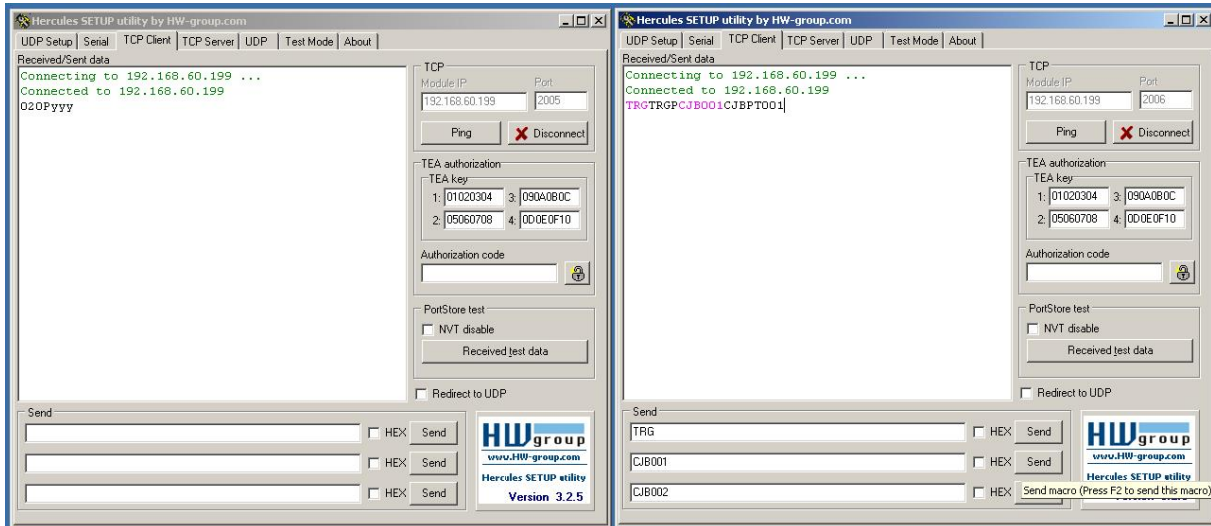 Hercules SETUP utility by HW-group.com
UDP Setup Serial TCP Client TCP Server UDP Test Mode About
Received/Sent data
Connecting to 192.168.60.199 ...
Connected to 192.168.60.199
020Pyyy
TCP
Module IP Port
192.168.60.199 2005
Ping Disconnect
TEA authorization
TEA key
1: 01020304 3: 090A0B0C
2: 05060708 4: 0D0E0F10
Authorization code
PortStore test
NVT disable
Received test data
Redirect to UDP
Send
HEX Send
HEX Send
HEX Send
HW group
www.HW-group.com
Hercules SETUP utility
Version 3.2.5
Hercules SETUP utility by HW-group.com
UDP Setup Serial TCP Client TCP Server UDP Test Mode About
Received/Sent data
Connecting to 192.168.60.199 ...
Connected to 192.168.60.199
TRGTRGPCJB001CJBPT001
TCP
Module IP Port
192.168.60.199 2006
Ping Disconnect
TEA authorization
TEA key
1: 01020304 3: 090A0B0C
2: 05060708 4: 0D0E0F10
Authorization code
PortStore test
NVT disable
Received test data
Redirect to UDP
Send
TRG HEX Send
CJB001 HEX Send
CJB002 HEX
HW group
www.HW-group.com
Hercules SETUP utility
Send macro (Press F2 to send this macro)